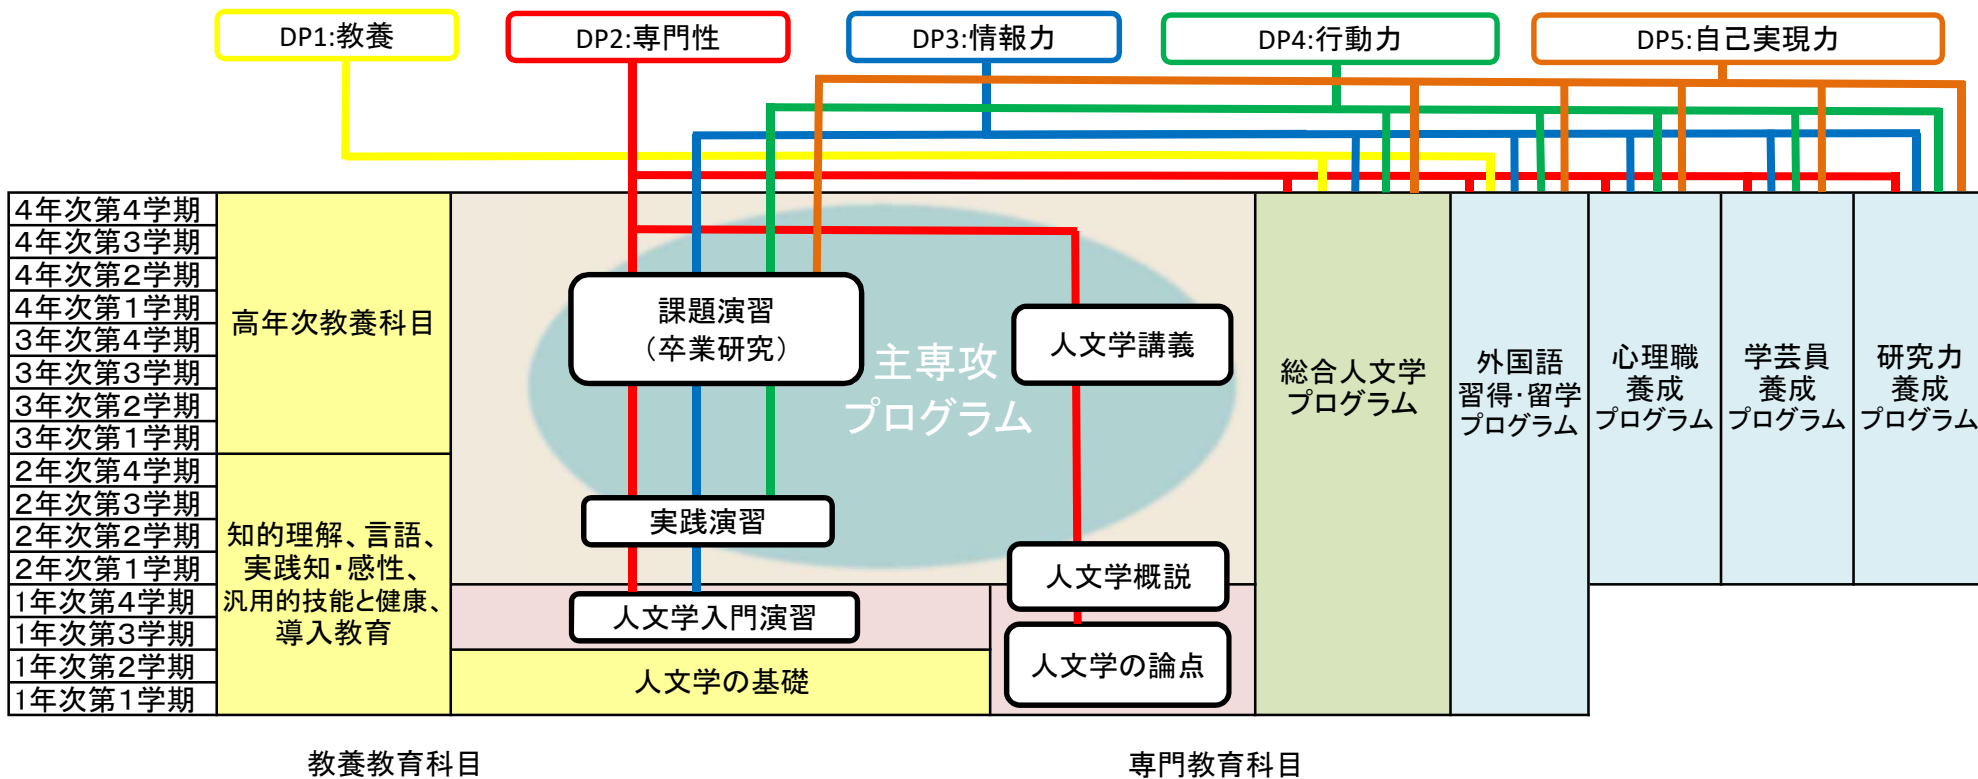 DP1:教養
DP2:専門性
DP3:情報力
DP4:行動力
DP5:自己実現力
4年次第4学期
4年次第3学期
4年次第2学期
4年次第1学期
3年次第4学期
3年次第3学期
3年次第2学期
3年次第1学期
2年次第4学期
2年次第3学期
2年次第2学期
2年次第1学期
1年次第4学期
1年次第3学期
1年次第2学期
1年次第1学期
高年次教養科目
知的理解、言語、
実践知・感性、
汎用的技能と健康、
導入教育
課題演習
（卒業研究）
主専攻
プログラム
人文学講義
実践演習
人文学概説
人文学入門演習
人文学の論点
人文学の基礎
総合人文学
プログラム
外国語
習得・留学
プログラム
心理職
養成
プログラム
学芸員
養成
プログラム
研究力
養成
プログラム
教養教育科目
専門教育科目